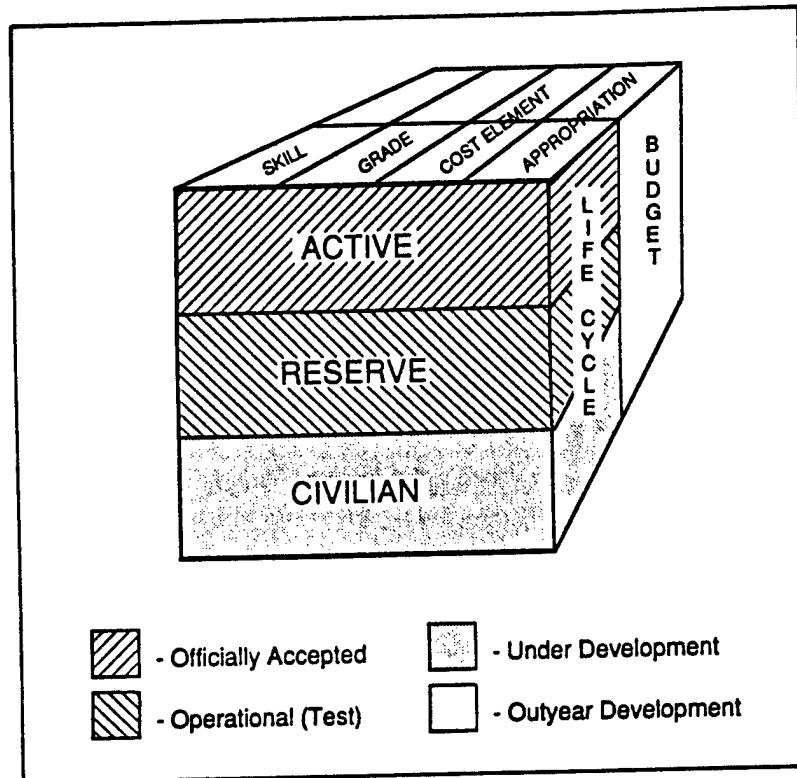 SKILL
GRADE
COST ELEMENT
APPROPRIATION
BUDGET
LIFE CYCLE
ACTIVE
RESERVE
CIVILIAN
- Officially Accepted
- Under Development
- Operational (Test)
- Outyear Development